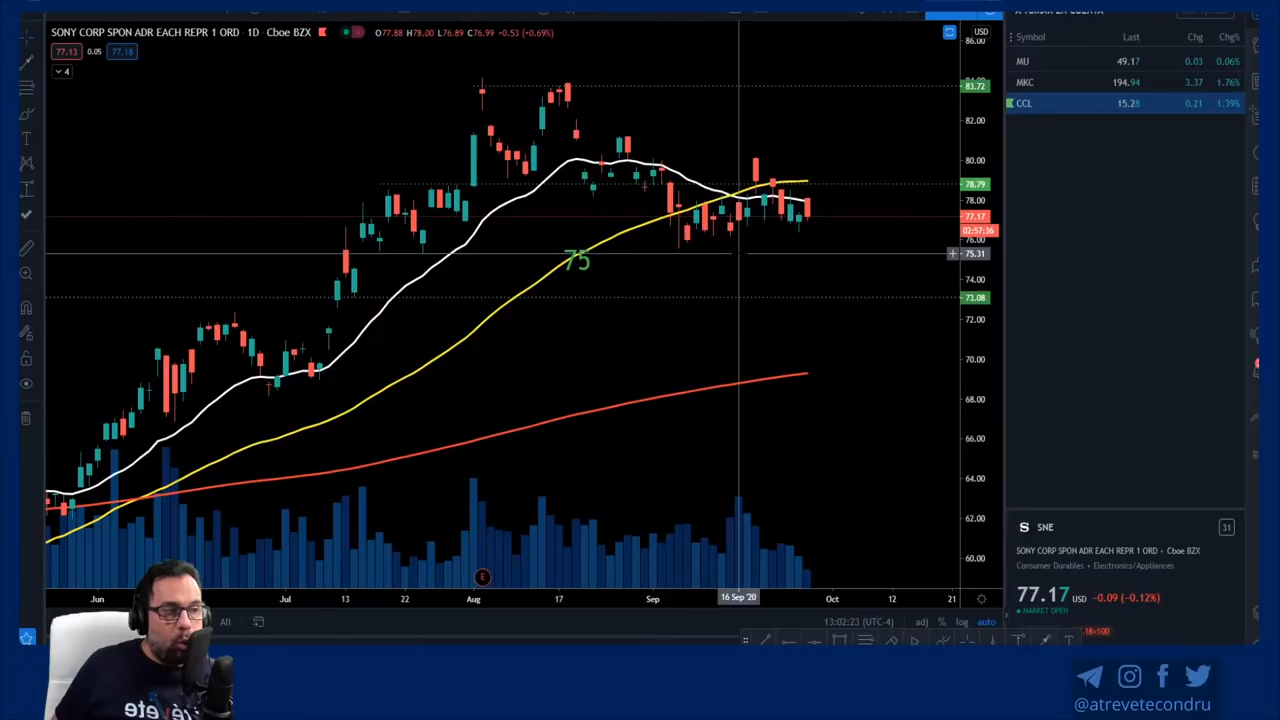 SONY CORP SPON ADR EACH REPR 1 ORD · 1D · Cboe BZX O77.88 H78.00 L76.89 C76.99 +0.53 (+0.69%)
77.13 0.05 77.18
4
USD
86.00
83.72
82.00
80.00
78.79
78.00
77.17
02:57:36
76.00
75.31
74.00
73.08
72.00
70.00
68.00
66.00
64.00
62.00
60.00
75
E
Jun Jul 13 22 Aug 17 Sep 16 Sep '20 Oct 12 21
All
13:02:23 (UTC-4) adj % log auto
Symbol Last Chg Chg%
MU 49.17 0.03 0.06%
MKC 194.94 3.37 1.76%
CCL 15.28 0.21 1.39%
S SNE 31
SONY CORP SPON ADR EACH REPR 1 ORD • Cboe BZX
Consumer Durables • Electronics/Appliances
77.17 USD -0.09 (-0.12%)
MARKET OPEN
@atrevetecondru